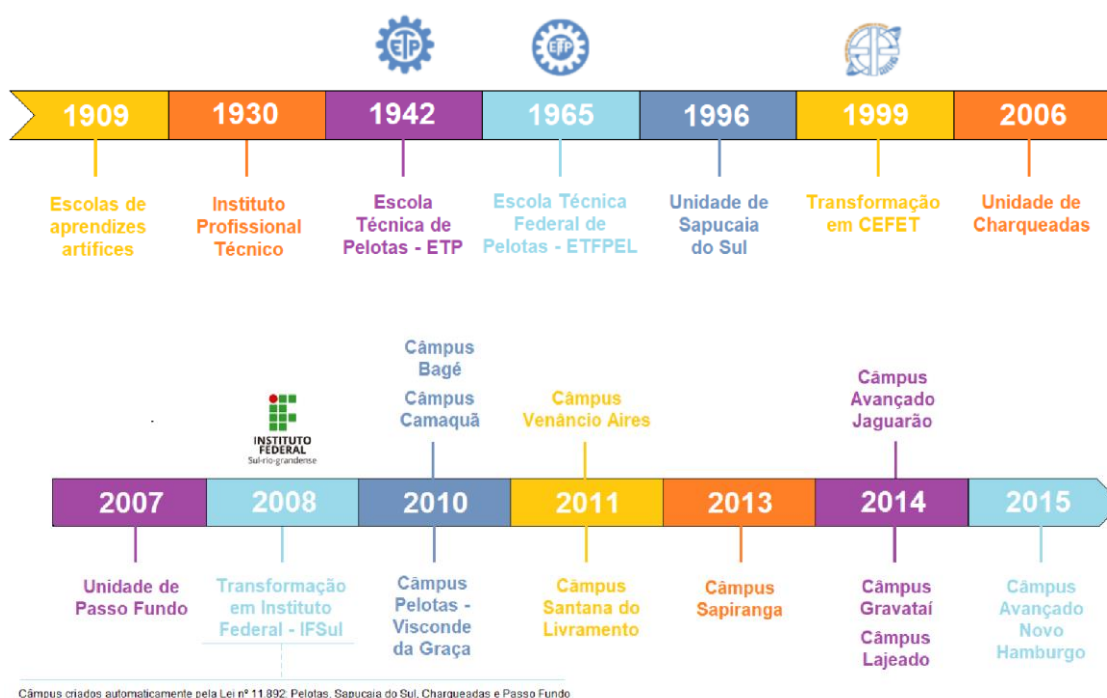 ETP
ETP
CEFET-RS
1909
1930
1942
1965
1996
1999
2006
Escolas de
aprendizes
artífices
Instituto
Profissional
Técnico
Escola
Técnica de
Pelotas - ETP
Escola Técnica
Federal de
Pelotas - ETFPEL
Unidade de
Sapucaia
do Sul
Transformação
em CEFET
Unidade de
Charqueadas
INSTITUTO
FEDERAL
Sul-rio-grandense
Câmpus
Bagé
Câmpus
Camaquã
Câmpus
Venâncio Aires
Câmpus
Avançado
Jaguarão
2007
2008
2010
2011
2013
2014
2015
Unidade de
Passo Fundo
Transformação
em Instituto
Federal - IFSul
Câmpus
Pelotas -
Visconde
da Graça
Câmpus
Santana do
Livramento
Câmpus
Sapiranga
Câmpus
Gravataí
Câmpus
Lajeado
Câmpus
Avançado
Novo
Hamburgo
Câmpus criados automaticamente pela Lei nº 11.892: Pelotas, Sapucaia do Sul, Charqueadas e Passo Fundo